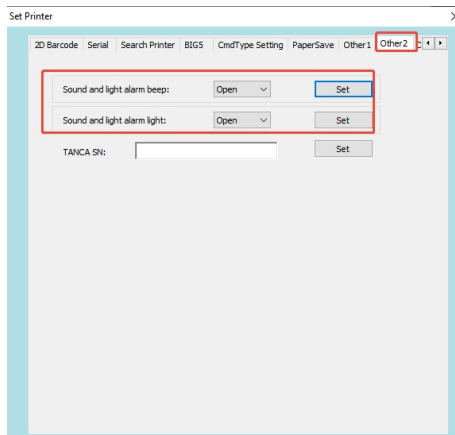 Set Printer
2D Barcode Serial Search Printer BIG5 CmdType Setting PaperSave Other1 Other2
Sound and light alarm beep: Open Set
Sound and light alarm light: Open Set
TANCA SN: Set